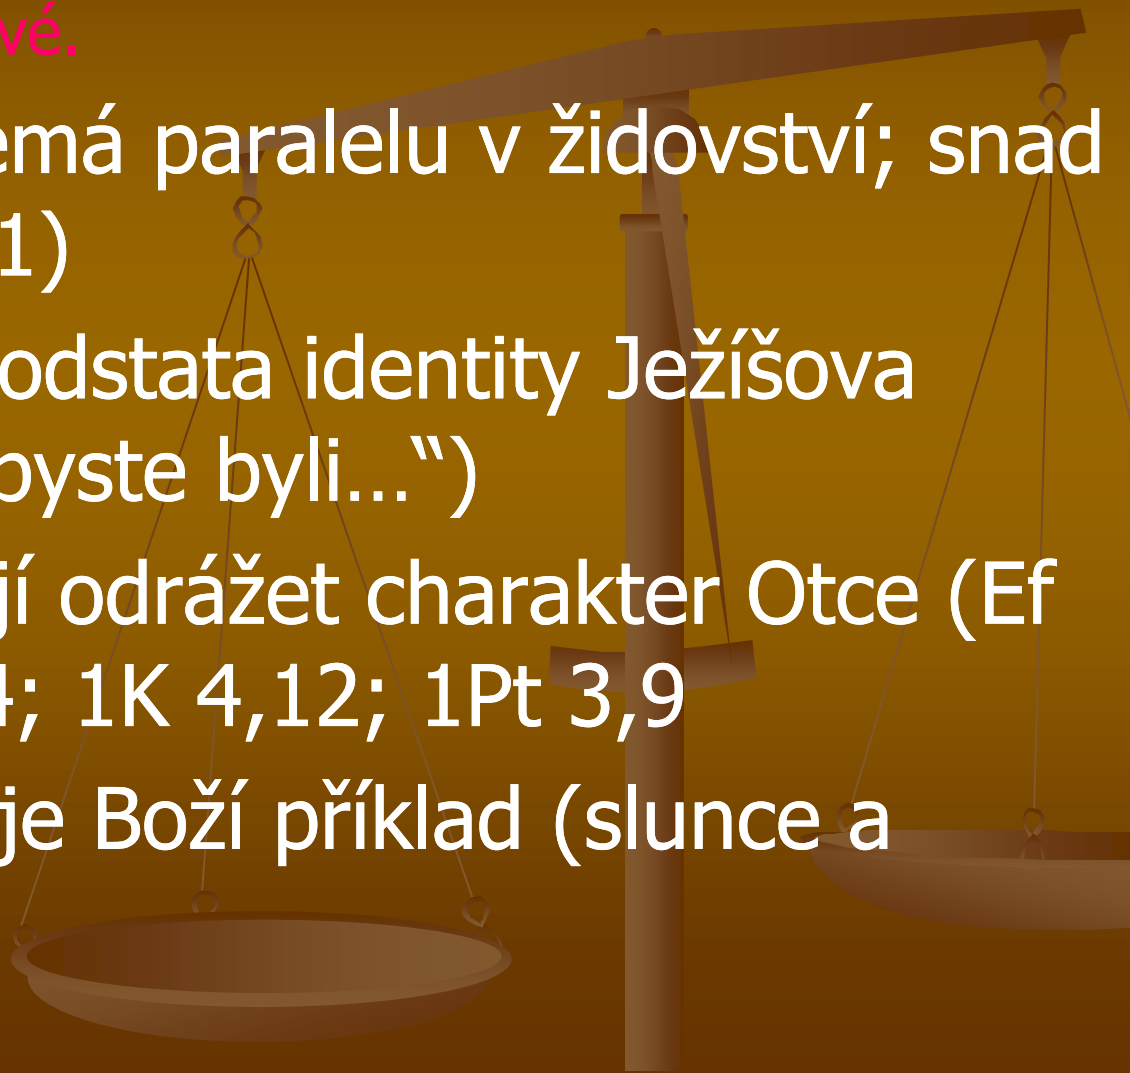 vé.
emá paralelu v židovství; snad
1)
odstata identity Ježíšova
byste byli…“)
jí odrážet charakter Otce (Ef
4; 1K 4,12; 1Pt 3,9
je Boží příklad (slunce a